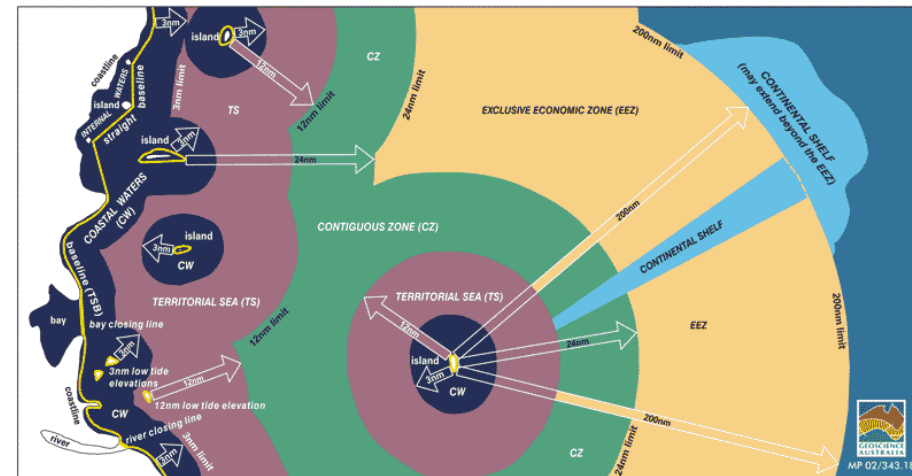 3nm
island
3nm
12nm
CZ
TS
3nm limit
12nm limit
24nm limit
200nm limit
coastline
INTERNAL WATERS
island
straight baseline
island
3nm
24nm
COASTAL WATERS
(CW)
EXCLUSIVE ECONOMIC ZONE (EEZ)
CONTINENTAL SHELF
(may extend beyond the EEZ)
200nm
CONTINENTAL SHELF
CONTIGUOUS ZONE (CZ)
island
3nm
CW
baseline (TSB)
TERRITORIAL SEA (TS)
TERRITORIAL SEA (TS)
12nm
12nm limit
bay
bay closing line
3nm
3nm low tide
elevations
12nm
12nm low tide elevation
island
3nm
CW
24nm
EEZ
200nm limit
200nm
coastline
CW
river
river closing line
3nm
3nm limit
CZ
24nm limit
GEOSCIENCE
AUSTRALIA
MP 02/343.18